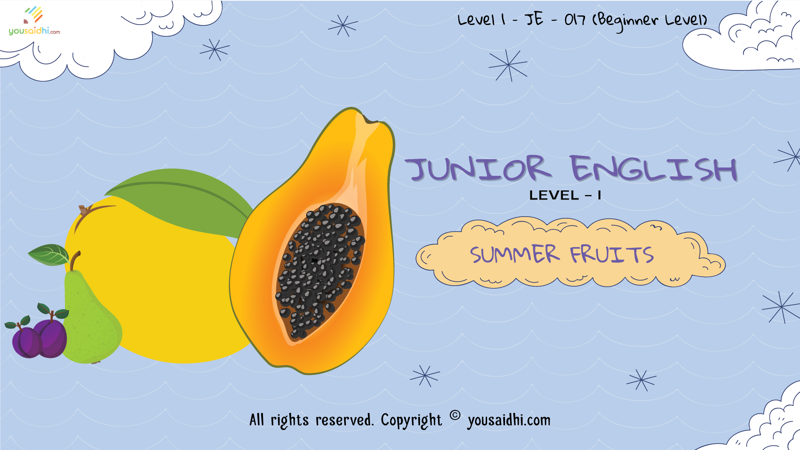 yousaidhi.com
Level 1 - JE - 017 (Beginner Level)
JUNIOR ENGLISH
LEVEL - I
SUMMER FRUITS
All rights reserved. Copyright © yousaidhi.com